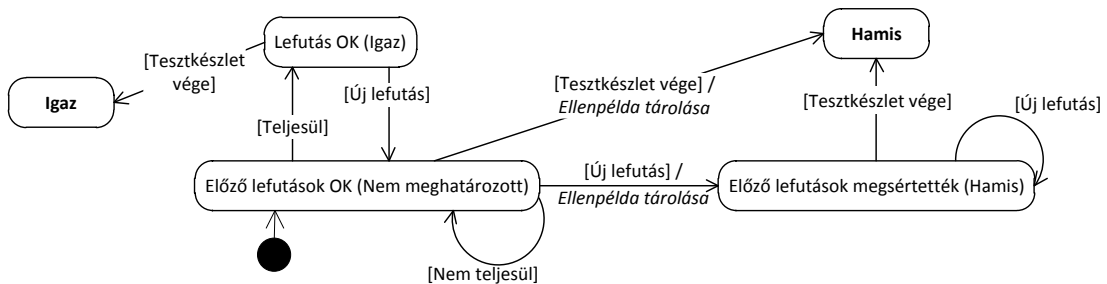 Lefutás OK (Igaz)
Hamis
[Tesztkészlet
vége]
Igaz
[Új lefutás]
[Tesztkészlet vége] /
Ellenpélda tárolása
[Tesztkészlet vége]
[Új lefutás]
[Teljesül]
Előző lefutások OK (Nem meghatározott)
[Új lefutás] /
Ellenpélda tárolása
Előző lefutások megsértették (Hamis)
[Nem teljesül]